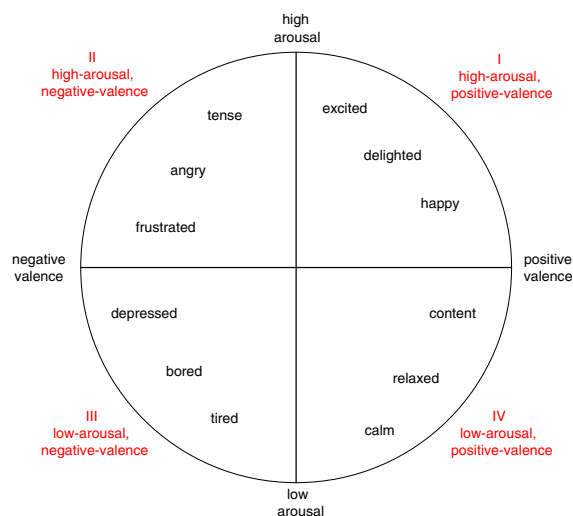 high
arousal
II
high-arousal,
negative-valence
I
high-arousal,
positive-valence
tense
excited
delighted
angry
happy
frustrated
negative
valence
positive
valence
depressed
content
bored
relaxed
tired
calm
III
low-arousal,
negative-valence
IV
low-arousal,
positive-valence
low
arousal